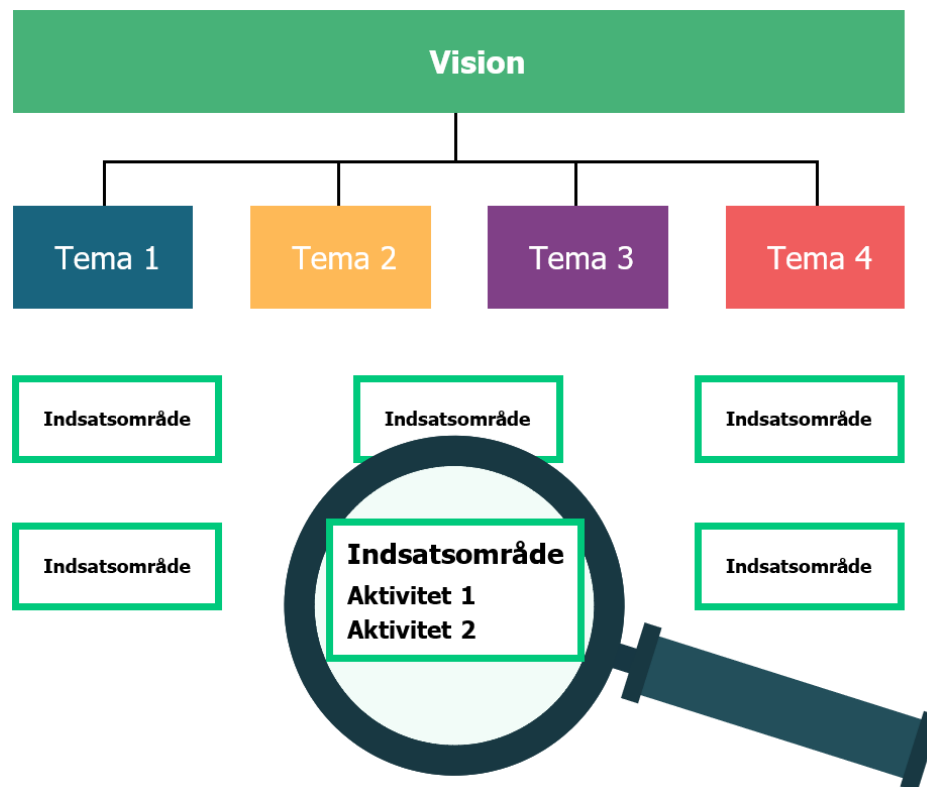 Vision
Tema 1
Tema 2
Tema 3
Tema 4
Indsatsområde
Indsatsområde
Indsatsområde
Indsatsområde
Indsatsområde
Aktivitet 1
Aktivitet 2
Indsatsområde